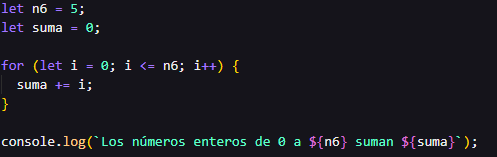 let n6 = 5;
let suma = 0;
for (let i = 0; i <= n6; i++) {
  suma += i;
}
console.log(`Los números enteros de 0 a ${n6} suman ${suma}`);